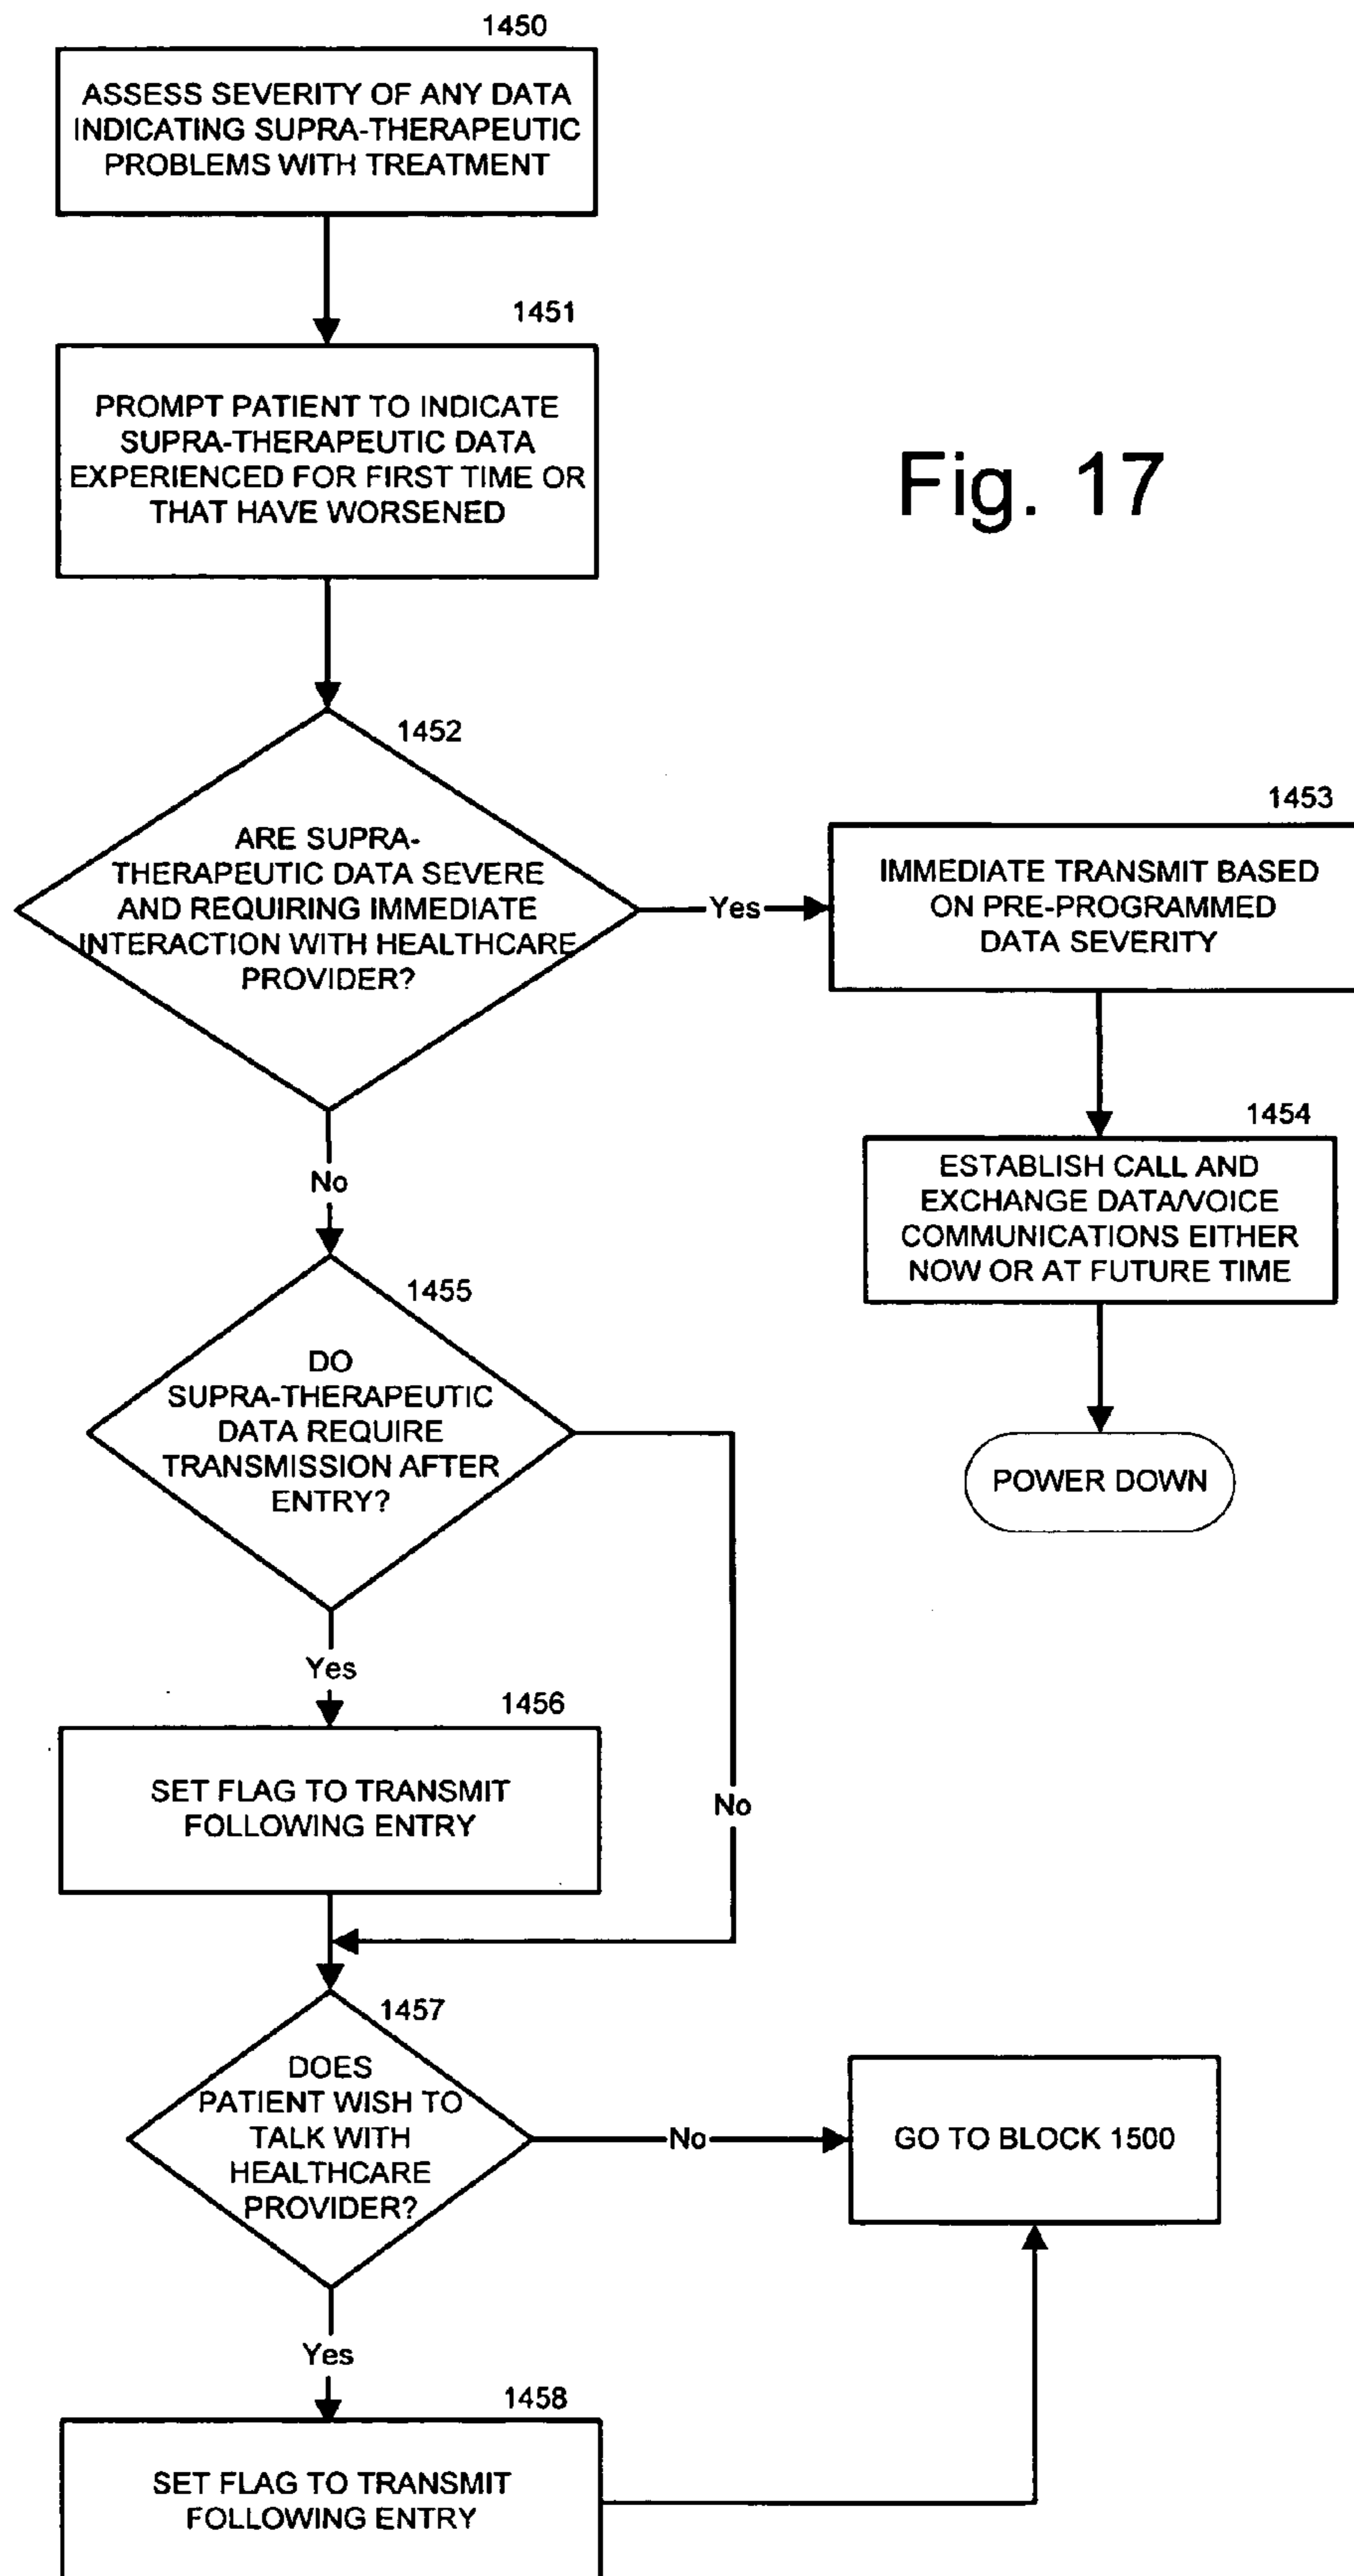 1450
ASSESS SEVERITY OF ANY DATA
INDICATING SUPRA-THERAPEUTIC
PROBLEMS WITH TREATMENT
1451
PROMPT PATIENT TO INDICATE
SUPRA-THERAPEUTIC DATA
EXPERIENCED FOR FIRST TIME OR
THAT HAVE WORSENED
Fig. 17
1452
ARE SUPRA-
THERAPEUTIC DATA SEVERE
AND REQUIRING IMMEDIATE
INTERACTION WITH HEALTHCARE
PROVIDER?
Yes
1453
IMMEDIATE TRANSMIT BASED
ON PRE-PROGRAMMED
DATA SEVERITY
1454
ESTABLISH CALL AND
EXCHANGE DATA/VOICE
COMMUNICATIONS EITHER
NOW OR AT FUTURE TIME
POWER DOWN
No
1455
DO
SUPRA-THERAPEUTIC
DATA REQUIRE
TRANSMISSION AFTER
ENTRY?
Yes
No
1456
SET FLAG TO TRANSMIT
FOLLOWING ENTRY
1457
DOES
PATIENT WISH TO
TALK WITH
HEALTHCARE
PROVIDER?
No
GO TO BLOCK 1500
Yes
1458
SET FLAG TO TRANSMIT
FOLLOWING ENTRY